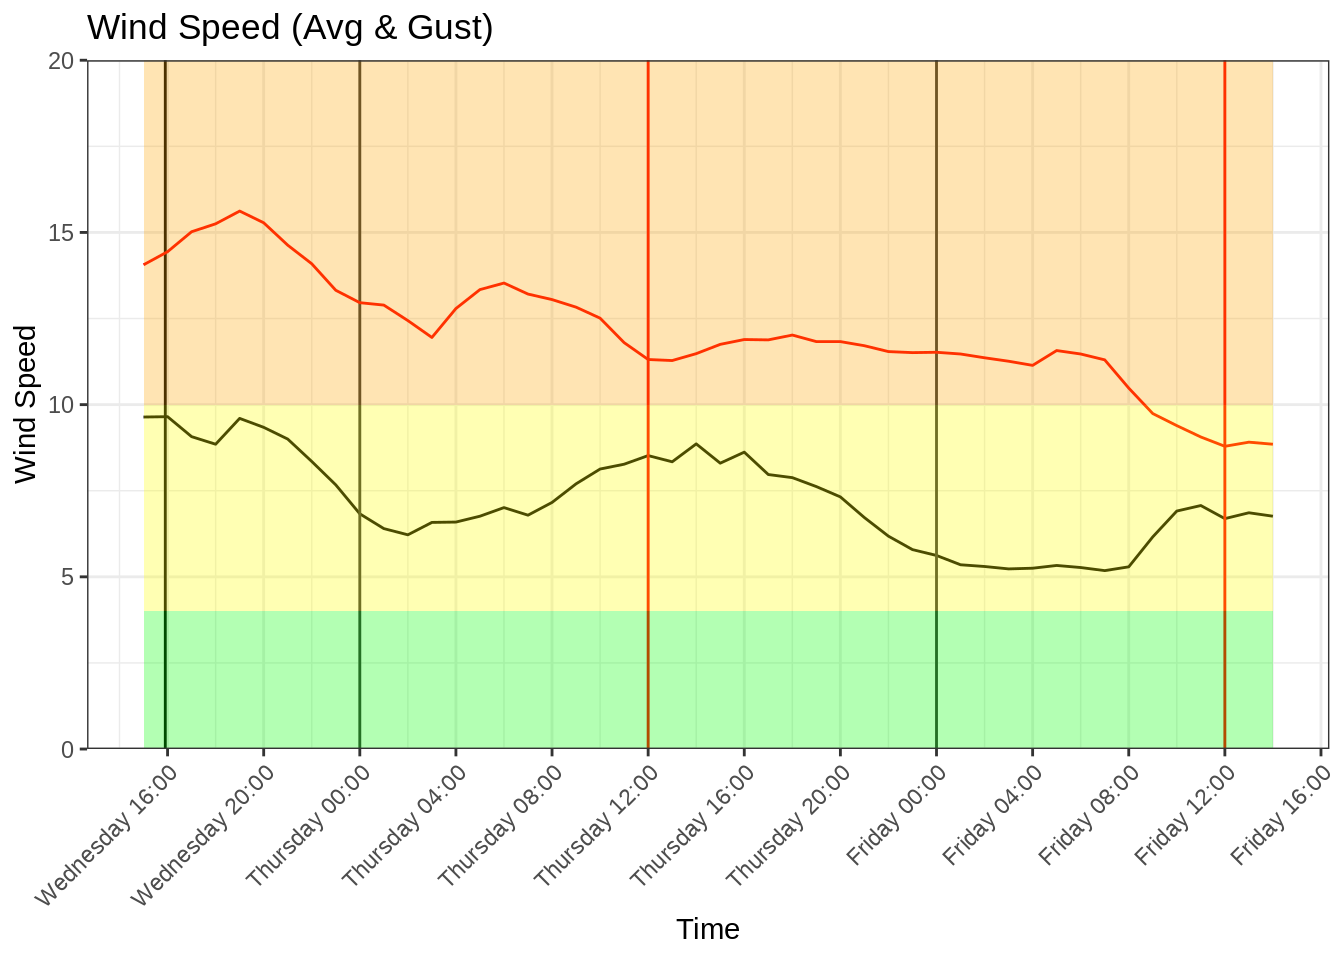 Wind Speed (Avg & Gust)
20
15
10
5
0
Wind Speed
Wednesday 16:00
Wednesday 20:00
Thursday 00:00
Thursday 04:00
Thursday 08:00
Thursday 12:00
Thursday 16:00
Thursday 20:00
Friday 00:00
Friday 04:00
Friday 08:00
Friday 12:00
Friday 16:00
Time